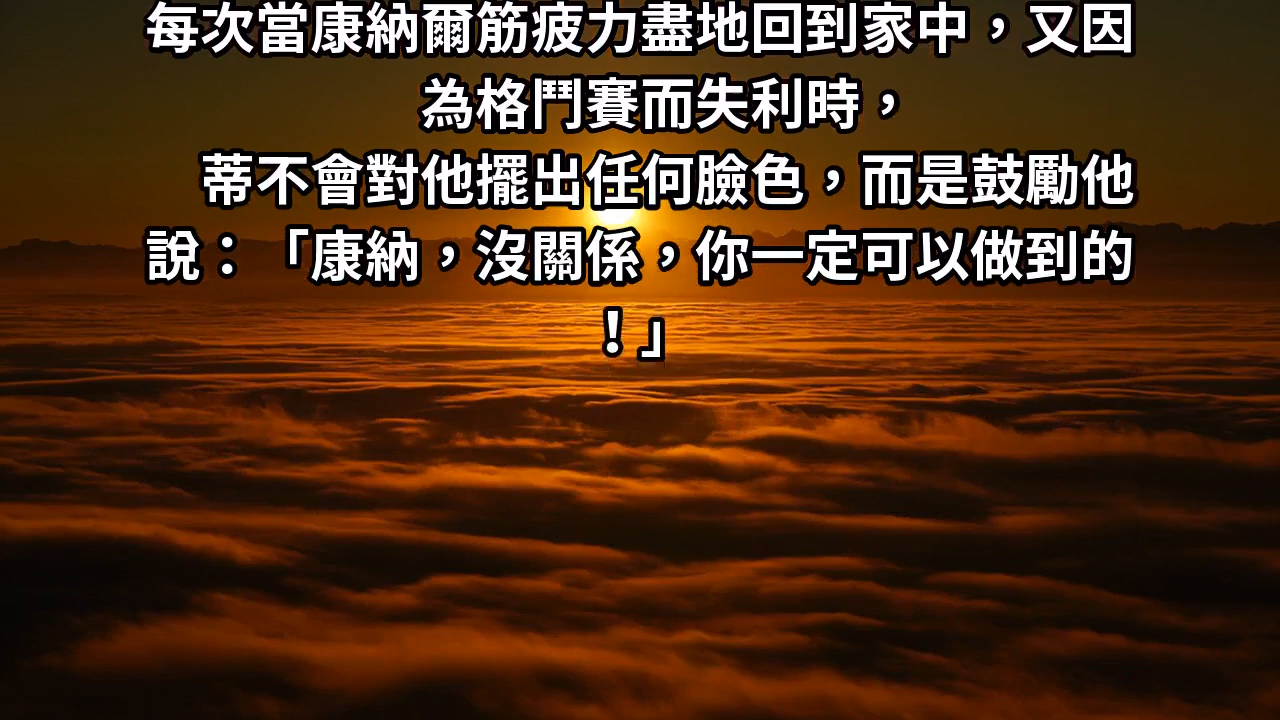 每次當康納爾筋疲力盡地回到家中，又因
為格鬥賽而失利時，
蒂不會對他擺出任何臉色，而是鼓勵他
說：「康納，沒關係，你一定可以做到的
！」